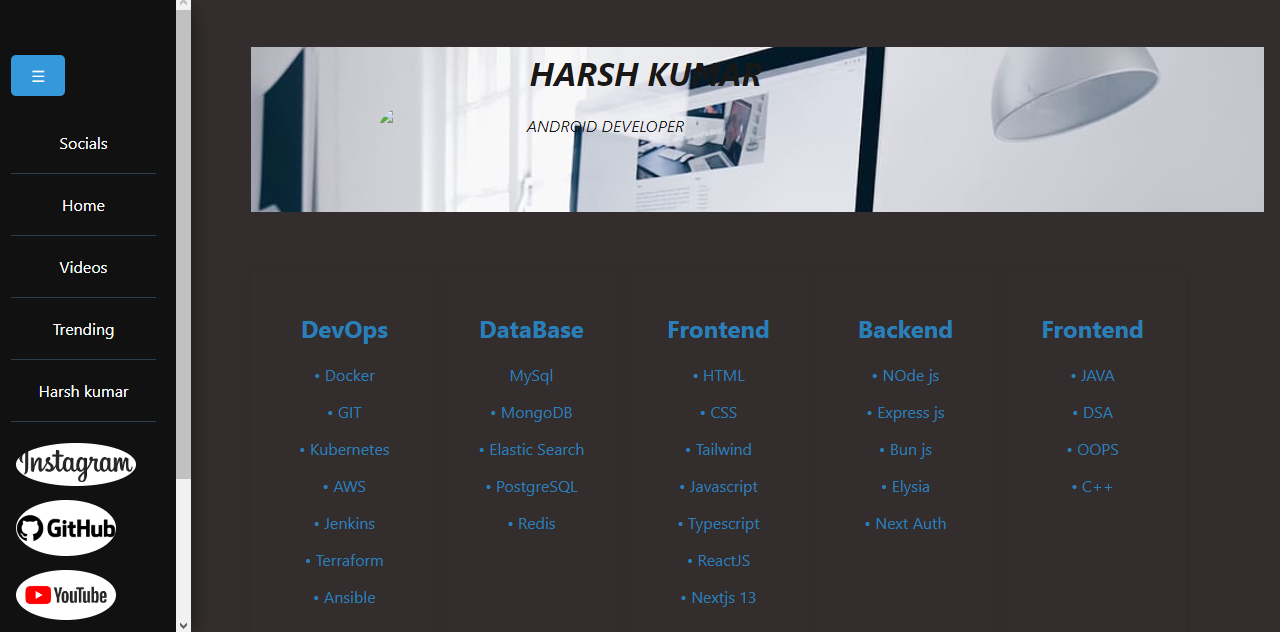 ☰
Socials
Home
Videos
Trending
Harsh kumar
Instagram
GitHub
YouTube
HARSH KUMAR
ANDROID DEVELOPER
DevOps
• Docker
• GIT
• Kubernetes
• AWS
• Jenkins
• Terraform
• Ansible
DataBase
MySql
• MongoDB
• Elastic Search
• PostgreSQL
• Redis
Frontend
• HTML
• CSS
• Tailwind
• Javascript
• Typescript
• ReactJS
• Nextjs 13
Backend
• NOde js
• Express js
• Bun js
• Elysia
• Next Auth
Frontend
• JAVA
• DSA
• OOPS
• C++